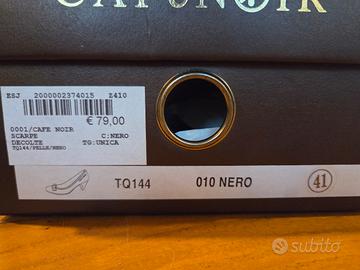 CAFèNOIR
ESJ 2000002374015 Z410
€ 79,00
0001/CAFE NOIR
SCARPE C:NERO
DECOLTE TG:UNICA
TQ144/PELLE/NERO
TQ144 010 NERO 41
subito